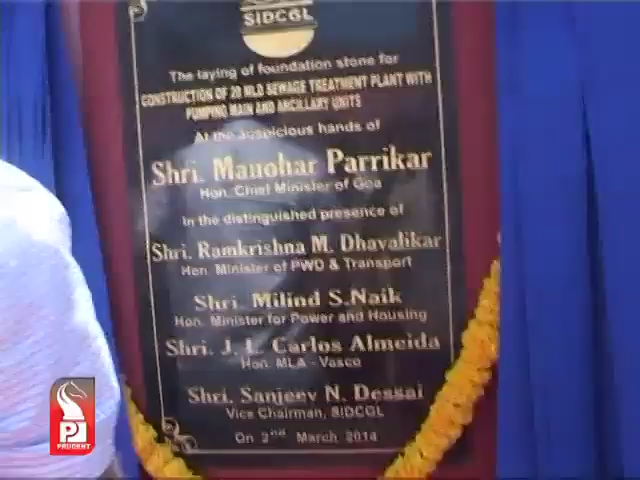 SIDCGL
The laying of foundation stone for
CONSTRUCTION OF 20 MLD SEWAGE TREATMENT PLANT WITH
PUMPING MAIN AND ANCILLARY UNITS
At the auspicious hands of
Shri. Manohar Parrikar
Hon. Chief Minister of Goa
In the distinguished presence of
Shri. Ramkrishna M. Dhavalikar
Hon. Minister of PWD & Transport
Shri. Milind S.Naik
Hon. Minister for Power and Housing
Shri. J. L. Carlos Almeida
Hon. MLA - Vasco
Shri. Sanjeev N. Dessai
Vice Chairman, SIDCGL
On 2nd March 2014
PRUDENT